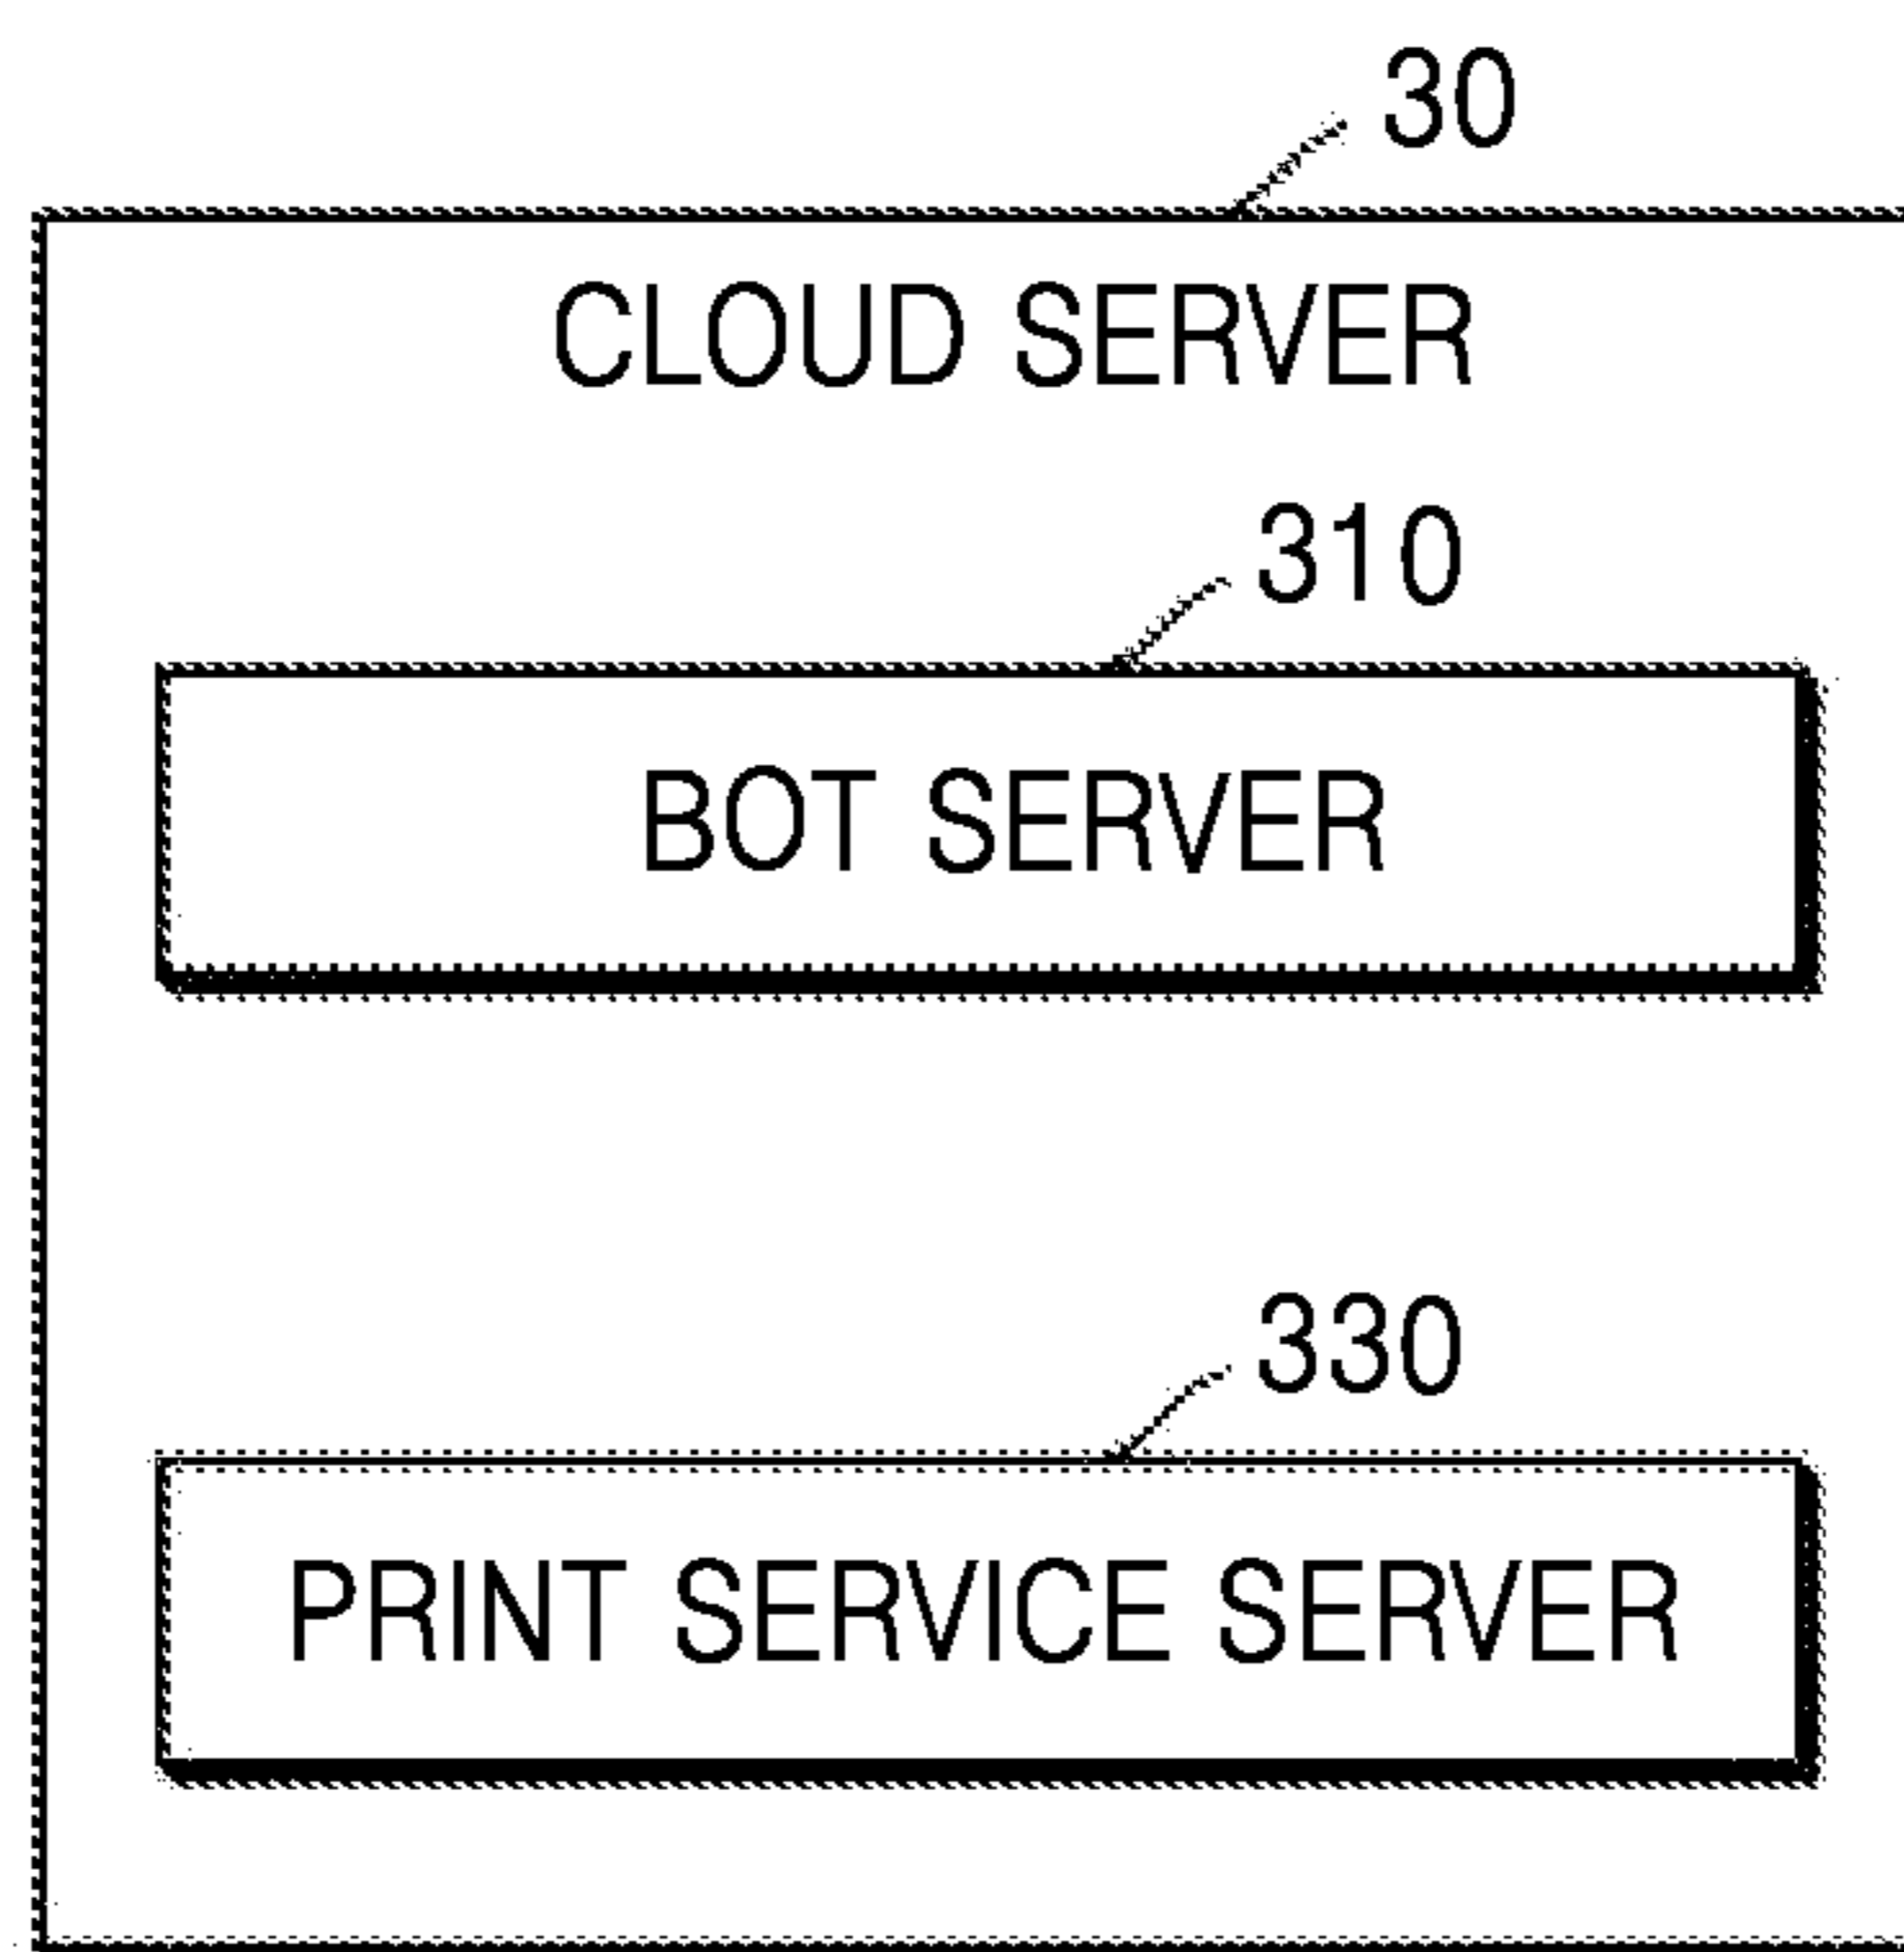 30
CLOUD SERVER
310
BOT SERVER
330
PRINT SERVICE SERVER